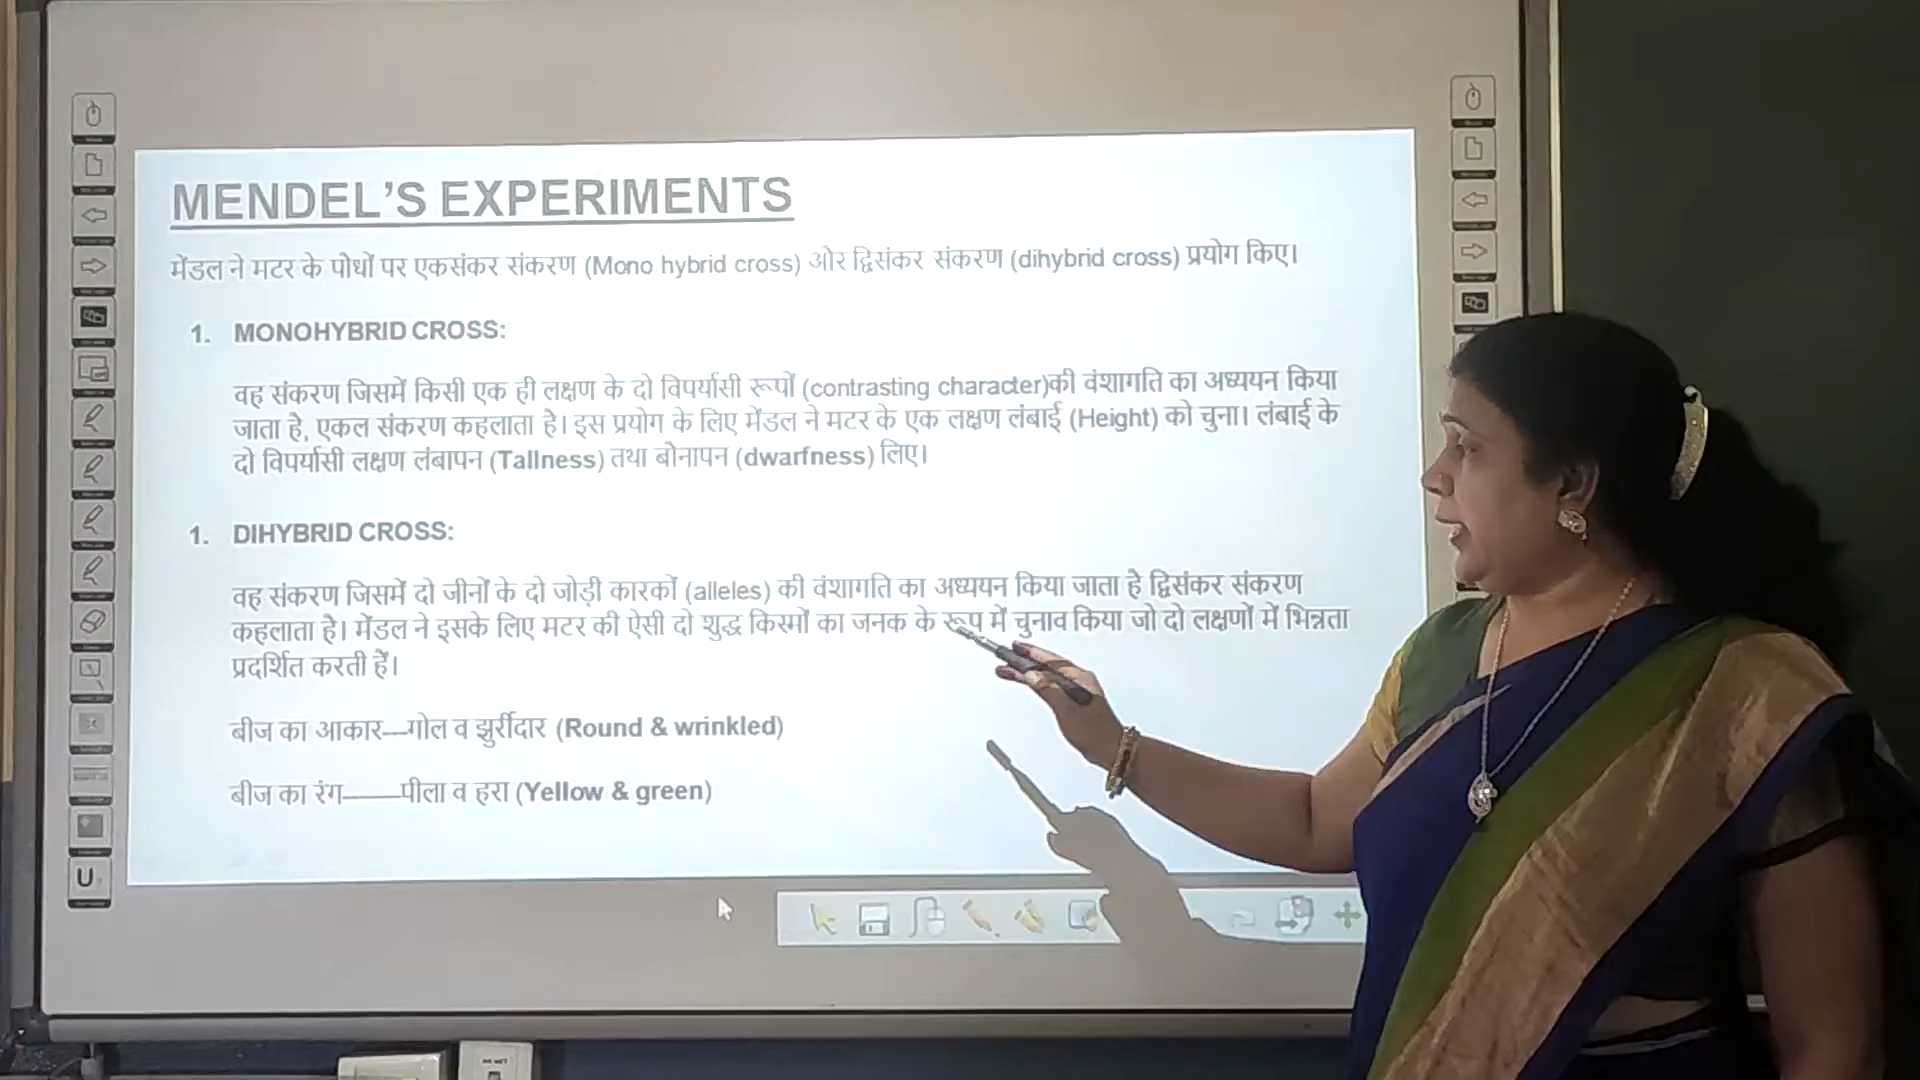 MENDEL'S EXPERIMENTS
मेंडल ने मटर के पोधों पर एकसंकर संकरण (Mono hybrid cross) ओर द्विसंकर संकरण (dihybrid cross) प्रयोग किए।
1. MONOHYBRID CROSS:
वह संकरण जिसमें किसी एक ही लक्षण के दो विपर्यासी रूपों (contrasting character)की वंशागति का अध्ययन किया
जाता हे, एकल संकरण कहलाता हे। इस प्रयोग के लिए मेंडल ने मटर के एक लक्षण लंबाई (Height) को चुना। लंबाई के
दो विपर्यासी लक्षण लंबापन (Tallness) तथा बोनापन (dwarfness) लिए।
1. DIHYBRID CROSS:
वह संकरण जिसमें दो जीनों के दो जोड़ी कारकों (alleles) की वंशागति का अध्ययन किया जाता हे द्विसंकर संकरण
कहलाता हे। मेंडल ने इसके लिए मटर की ऐसी दो शुद्ध किस्मों का जनक के रूप में चुनाव किया जो दो लक्षणों में भिन्नता
प्रदर्शित करती हें।
बीज का आकार—गोल व झुर्रीदार (Round & wrinkled)
बीज का रंग——पीला व हरा (Yellow & green)
U